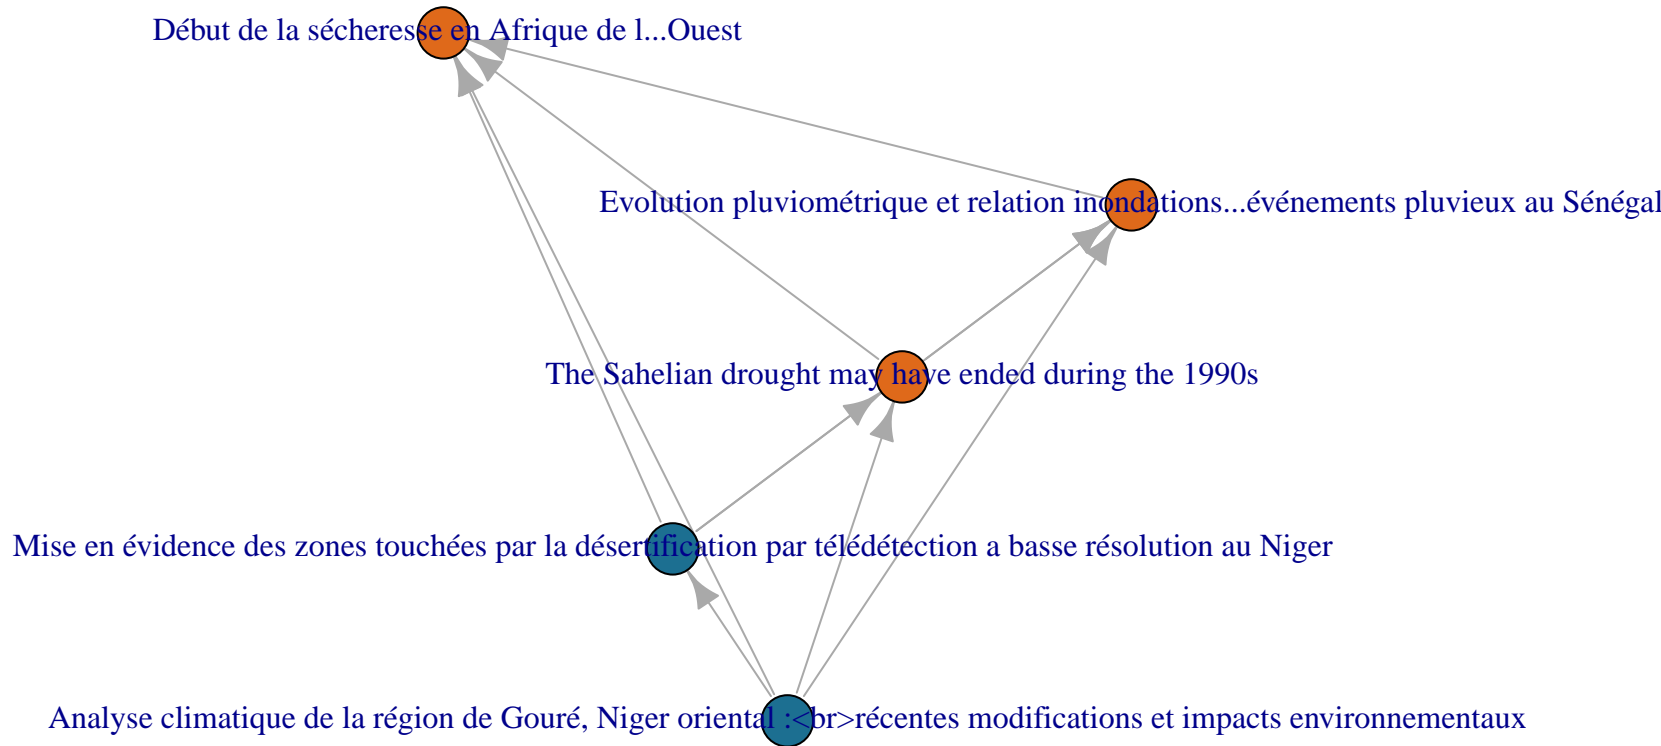 Début de la sécheresse en Afrique de l...Ouest
Evolution pluviométrique et relation inondations...événements pluvieux au Sénégal
The Sahelian drought may have ended during the 1990s
Mise en évidence des zones touchées par la désertification par télédétection a basse résolution au Niger
Analyse climatique de la région de Gouré, Niger oriental :<br>récentes modifications et impacts environnementaux